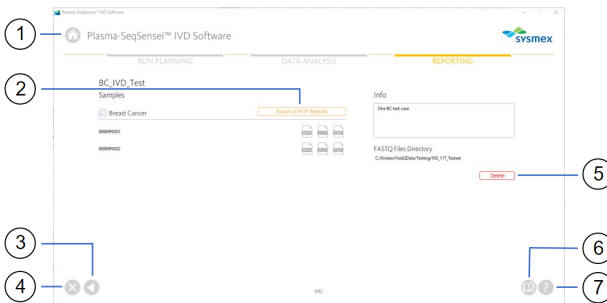 Plasma-SeqSensei™ IVD Software
1
Plasma-SeqSensei™ IVD Software
sysmex
RUN PLANNING
DATA ANALYSIS
REPORTING
BC_IVD_Test
Samples
Info
2
Breast Cancer
Export as PDF Reports
One BC test case
FASTQ Files Directory
Delete
5
3
6
4
IVD
?
7